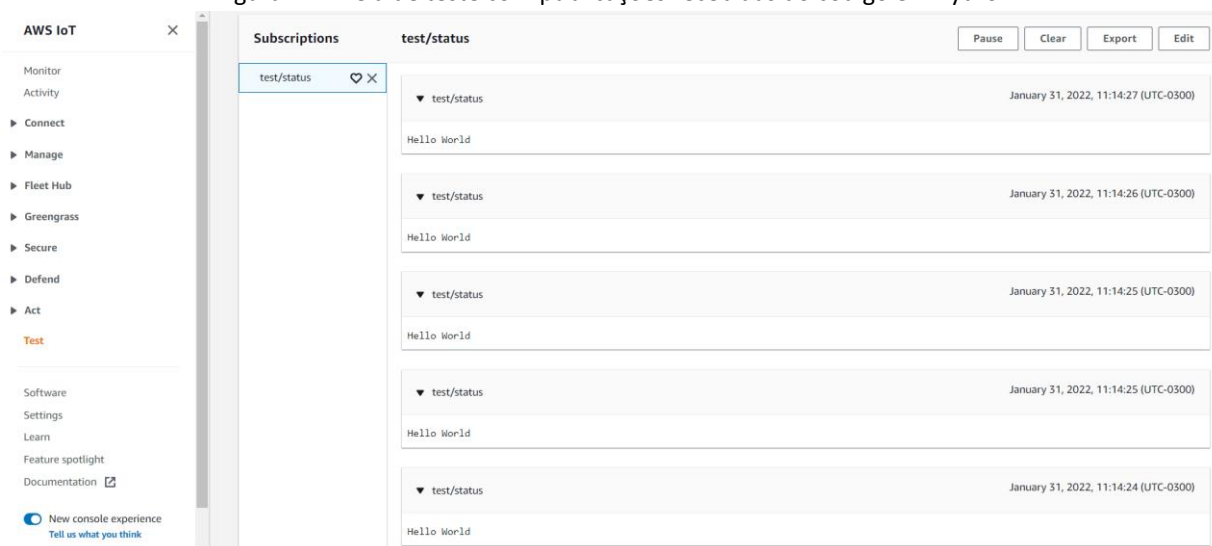 AWS IoT
Monitor
Activity
Connect
Manage
Fleet Hub
Greengrass
Secure
Defend
Act
Test
Software
Settings
Learn
Feature spotlight
Documentation
New console experience
Tell us what you think
Subscriptions
test/status
test/status
Pause
Clear
Export
Edit
test/status
January 31, 2022, 11:14:27 (UTC-0300)
Hello World
test/status
January 31, 2022, 11:14:26 (UTC-0300)
Hello World
test/status
January 31, 2022, 11:14:25 (UTC-0300)
Hello World
test/status
January 31, 2022, 11:14:25 (UTC-0300)
Hello World
test/status
January 31, 2022, 11:14:24 (UTC-0300)
Hello World